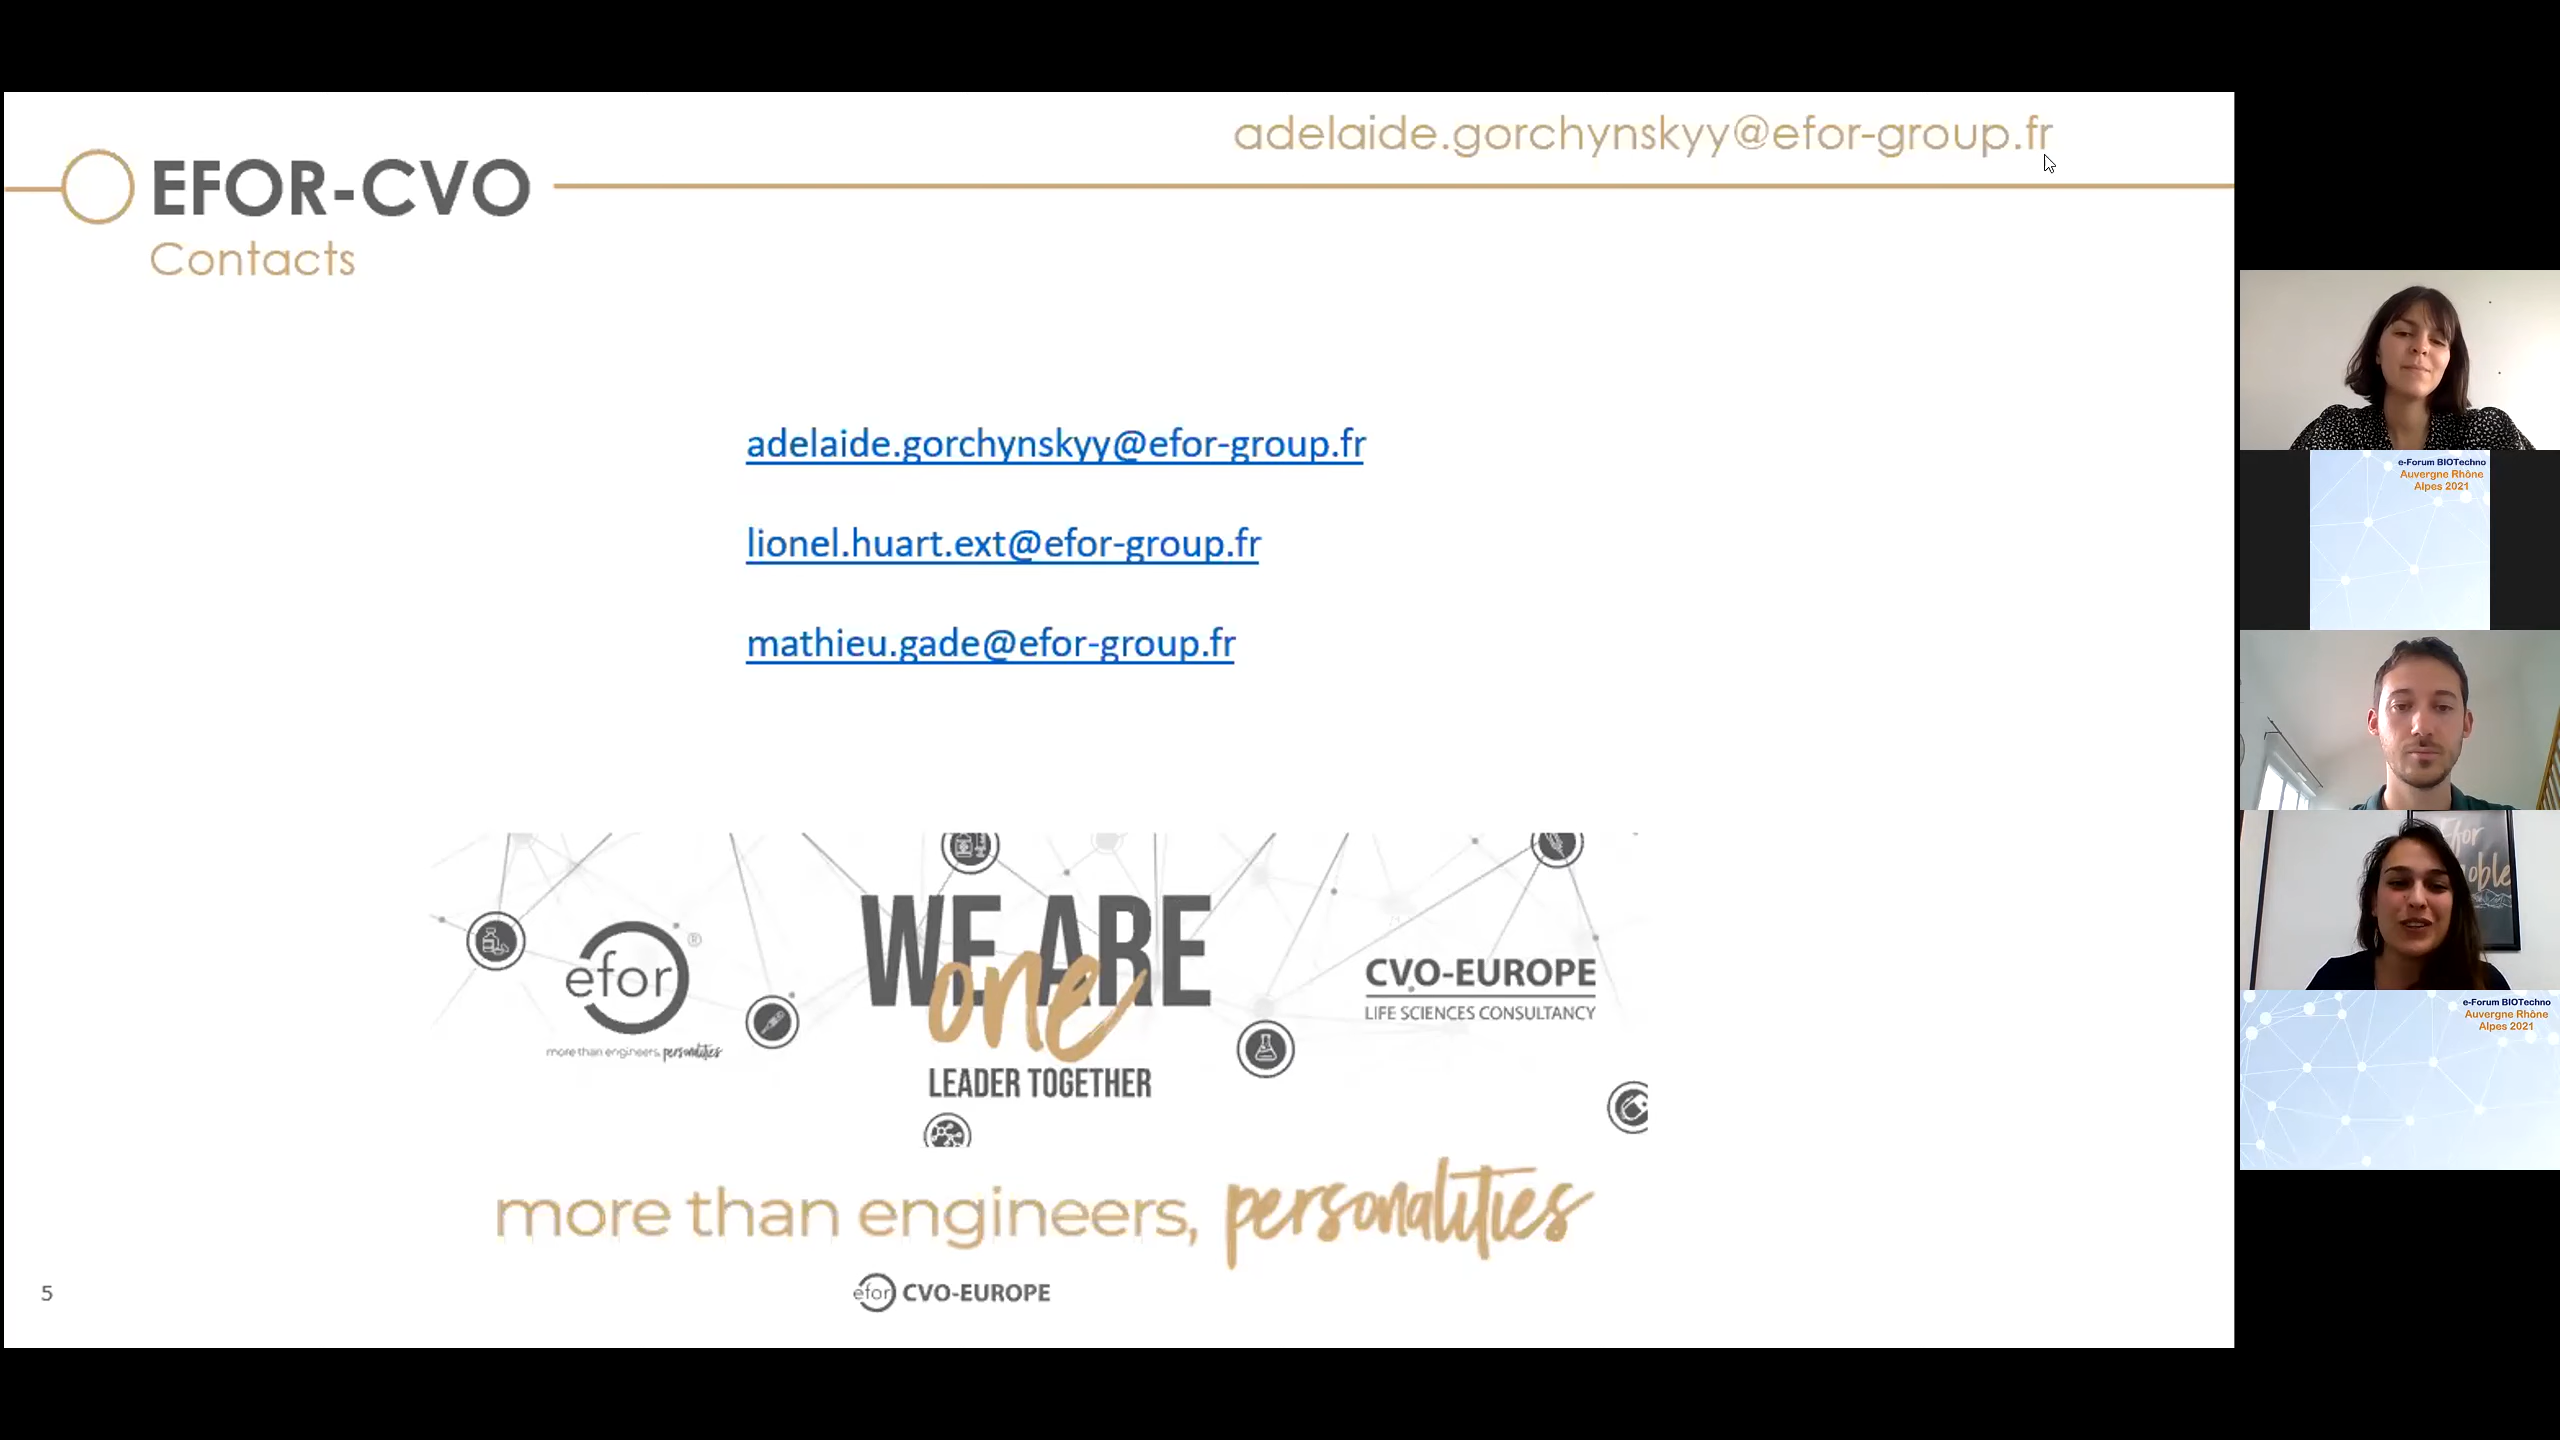 adelaide.gorchynskyy@efor-group.fr
EFOR-CVO
Contacts
adelaide.gorchynskyy@efor-group.fr
lionel.huart.ext@efor-group.fr
mathieu.gade@efor-group.fr
efor®
more than engineers, personalities
WE ARE
one
LEADER TOGETHER
CVO-EUROPE
LIFE SCIENCES CONSULTANCY
more than engineers, personalities
5
efor CVO-EUROPE
e-Forum BIOTechno
Auvergne Rhône
Alpes 2021
Efor
e-Forum BIOTechno
Auvergne Rhône
Alpes 2021